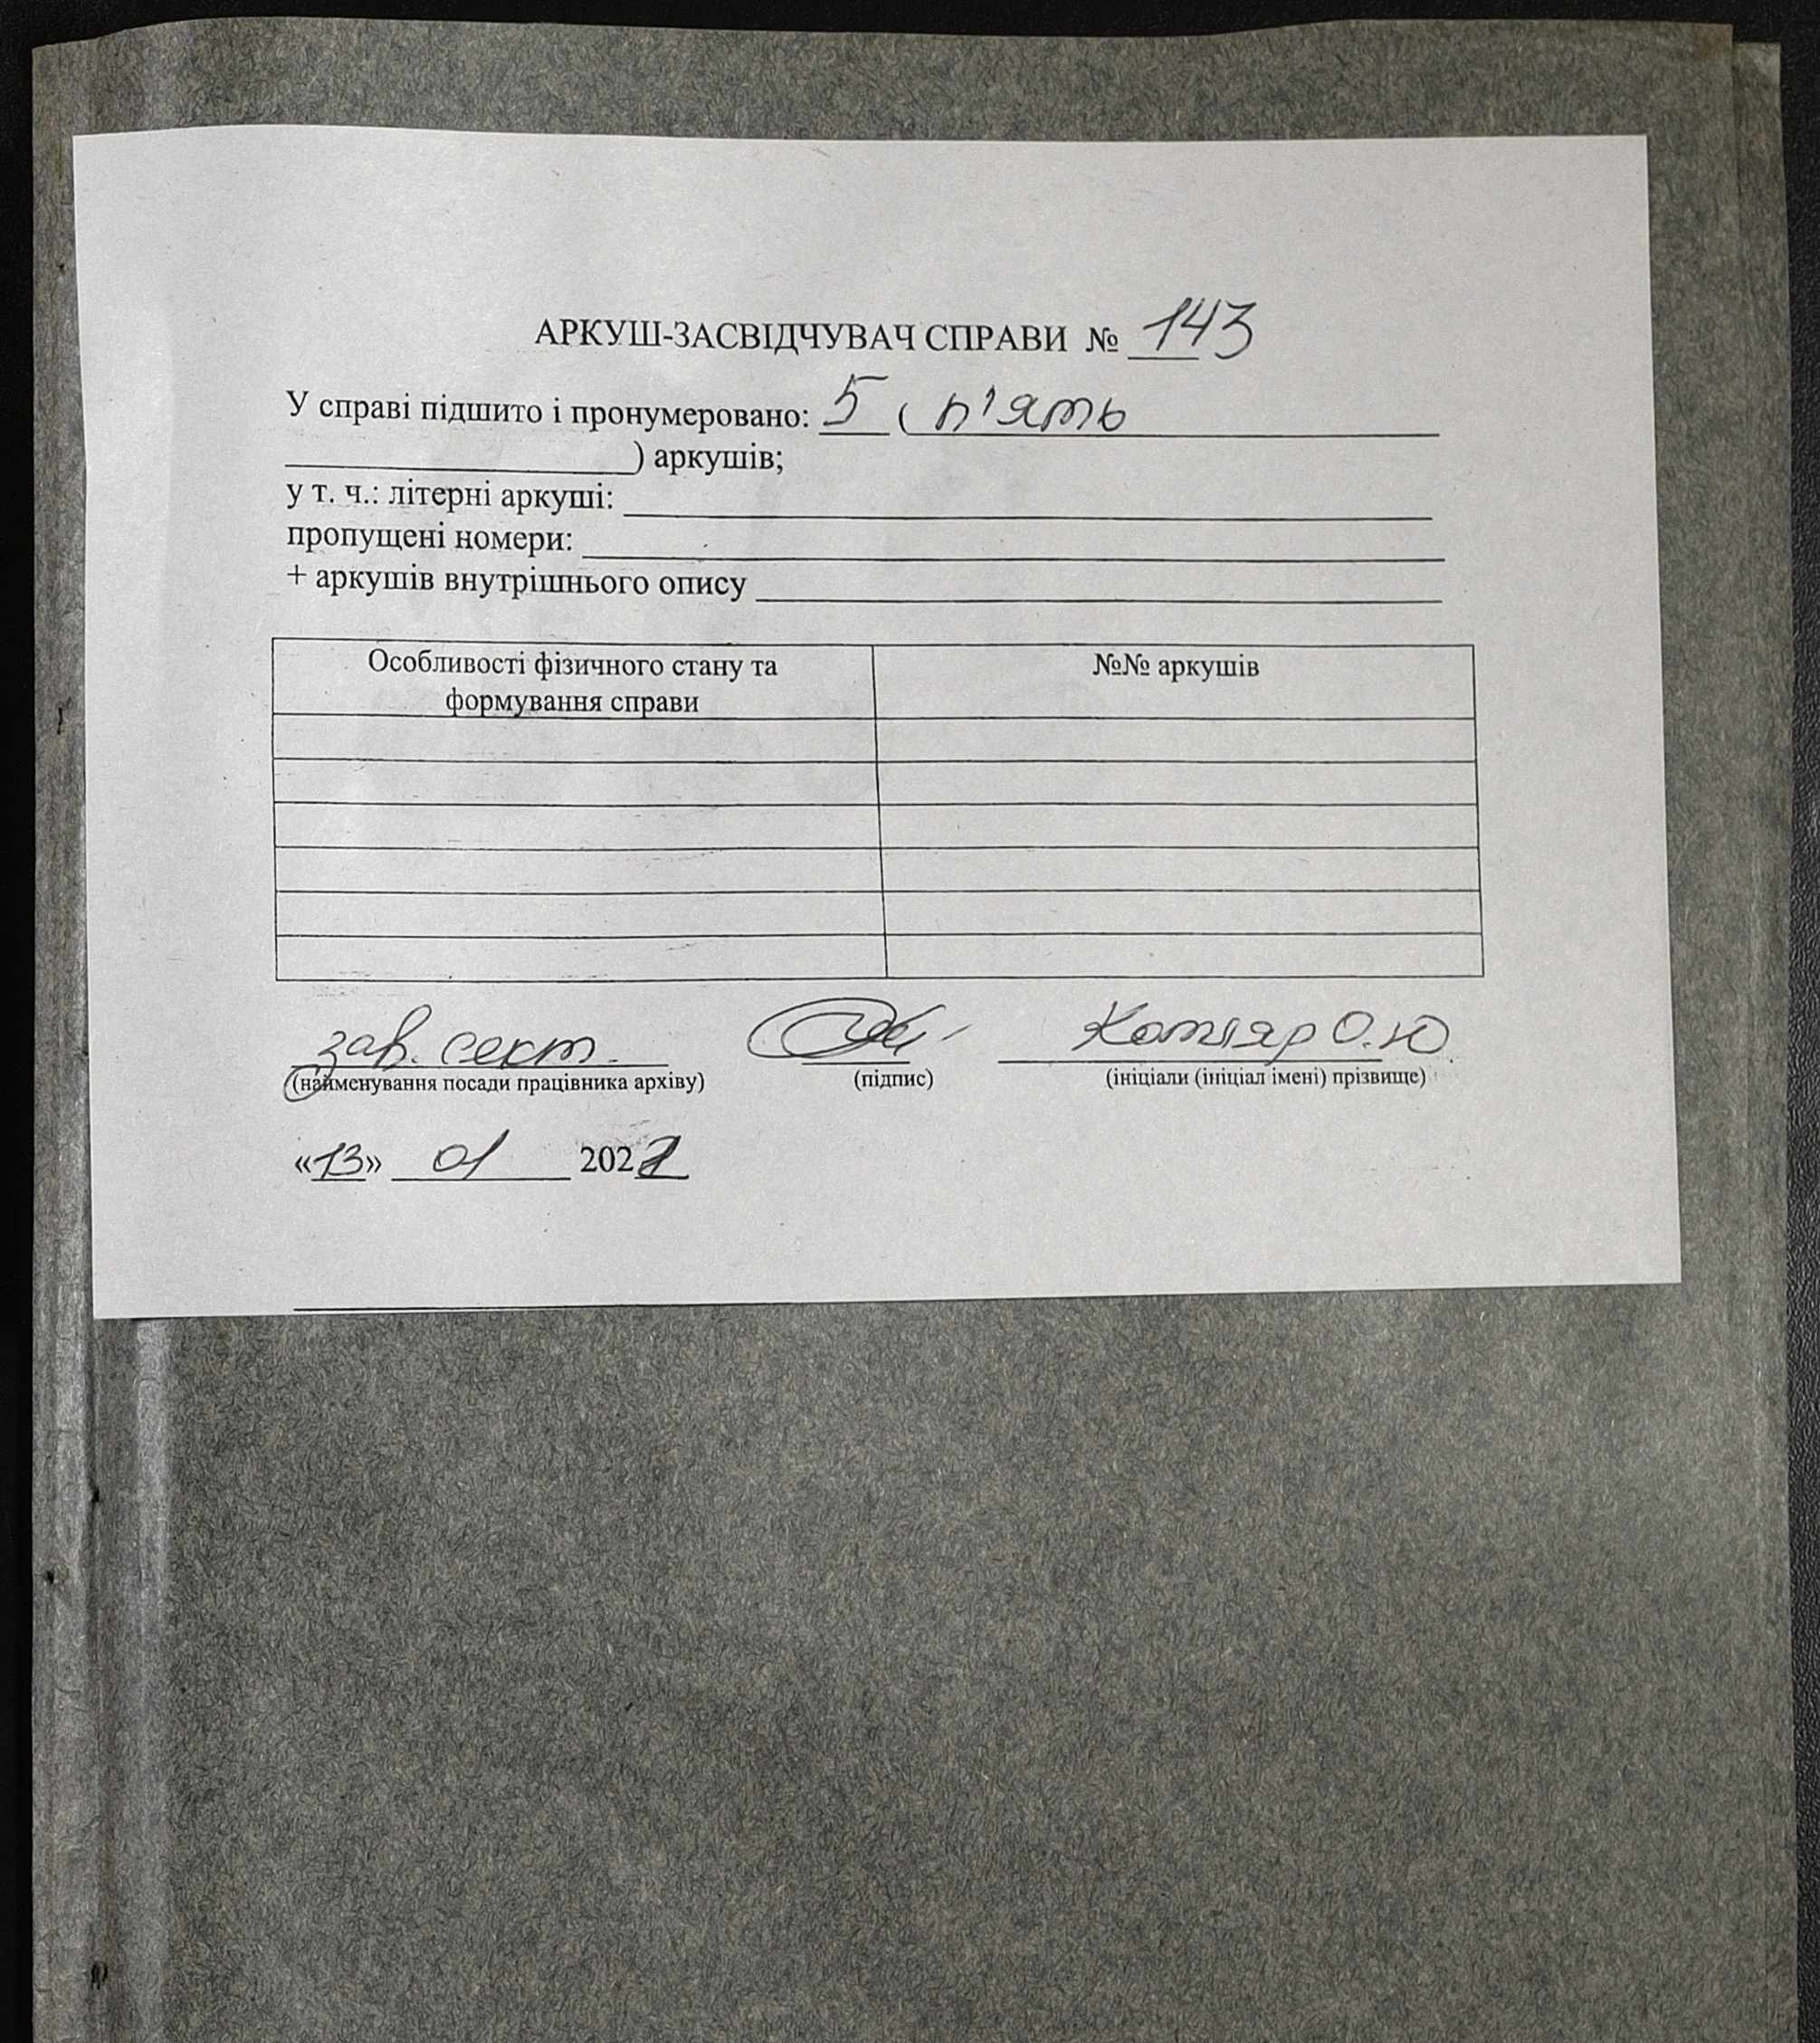 АРКУШ-ЗАСВІДЧУВАЧ СПРАВИ № 143
У справі підшито і пронумеровано: 5 ( п'ять
) аркушів;
у т. ч.: літерні аркуші:
пропущені номери:
+ аркушів внутрішнього опису
Особливості фізичного стану та
формування справи
№№ аркушів
зав. сект. Котляр О.Ю.
(найменування посади працівника архіву) (підпис) (ініціали (ініціал імені) прізвище)
«13» 01 202